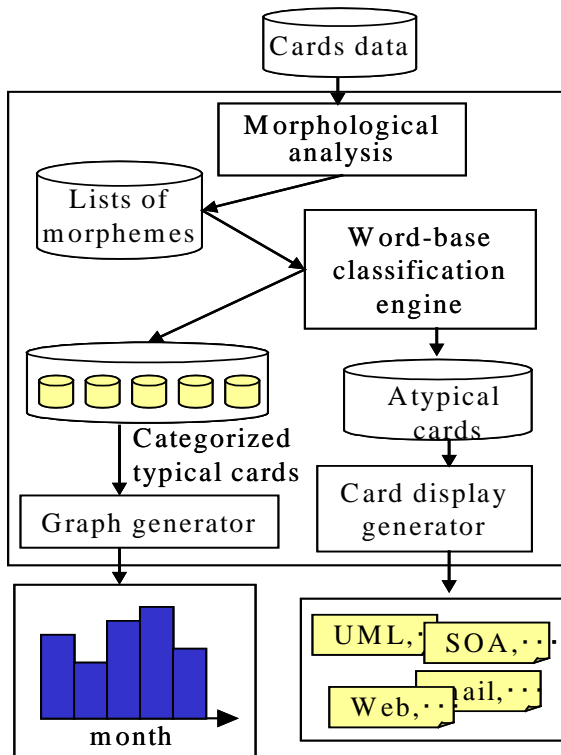 Cards data
Morphological
analysis
Lists of
morphemes
Word-base
classification
engine
Atypical
cards
Categorized
typical cards
Graph generator
Card display
generator
month
UML,··
SOA,···
Web,···
ail,···